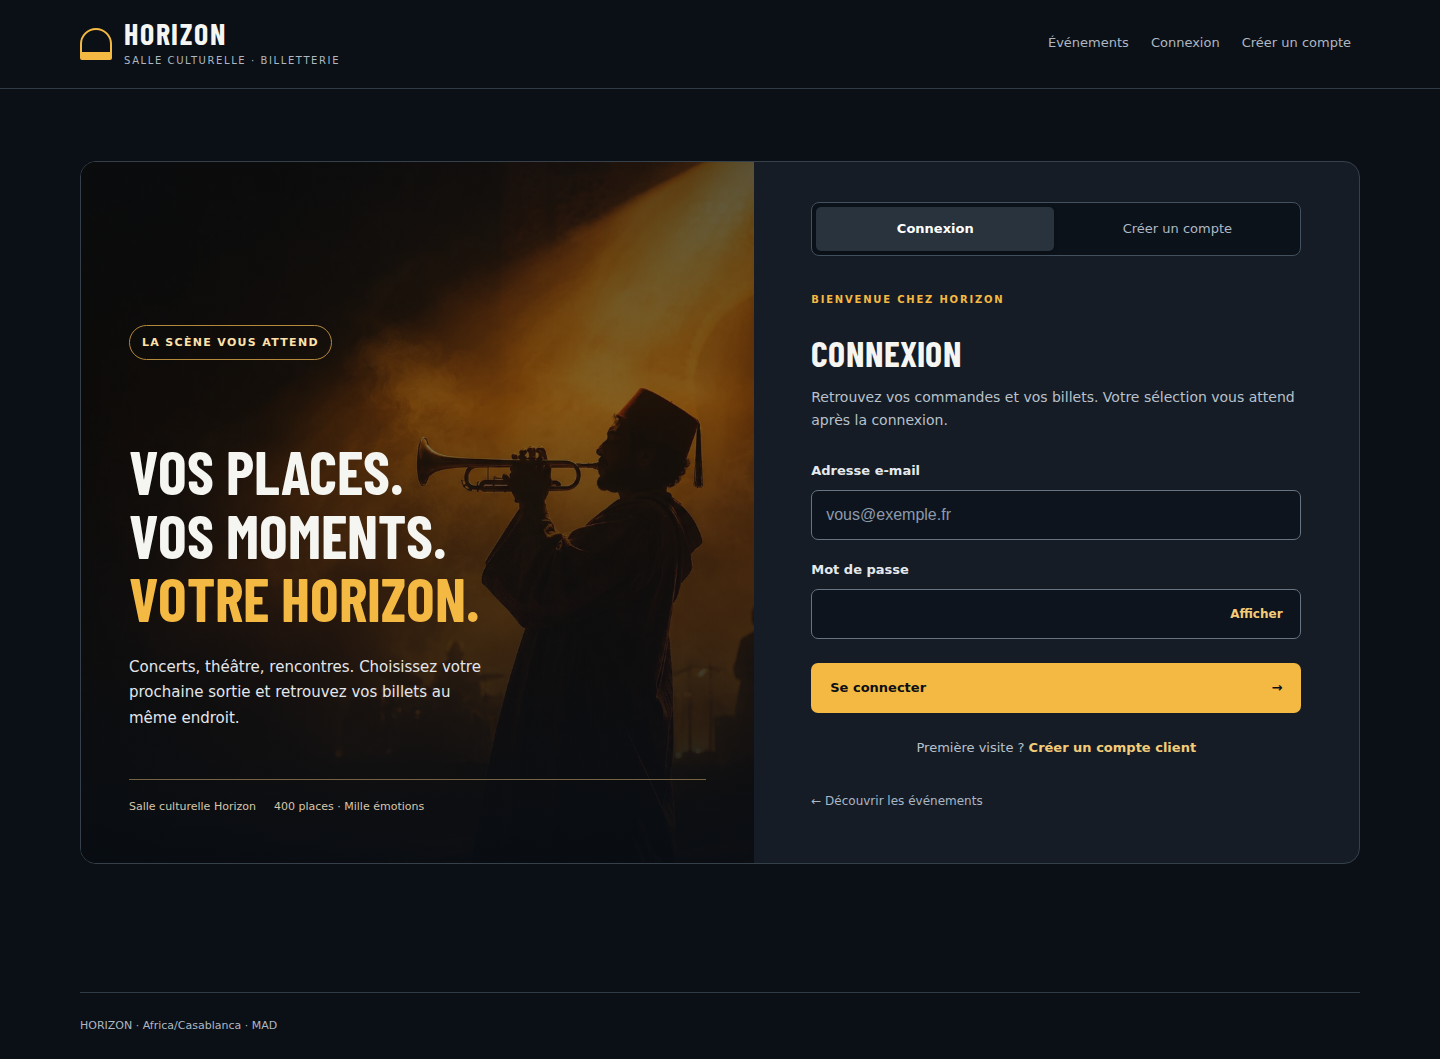 HORIZON
SALLE CULTURELLE · BILLETTERIE
Événements Connexion Créer un compte
LA SCÈNE VOUS ATTEND
VOS PLACES.
VOS MOMENTS.
VOTRE HORIZON.
Concerts, théâtre, rencontres. Choisissez votre
prochaine sortie et retrouvez vos billets au
même endroit.
Salle culturelle Horizon 400 places · Mille émotions
Connexion Créer un compte
BIENVENUE CHEZ HORIZON
CONNEXION
Retrouvez vos commandes et vos billets. Votre sélection vous attend
après la connexion.
Adresse e-mail
vous@exemple.fr
Mot de passe
Afficher
Se connecter →
Première visite ? Créer un compte client
← Découvrir les événements
HORIZON · Africa/Casablanca · MAD